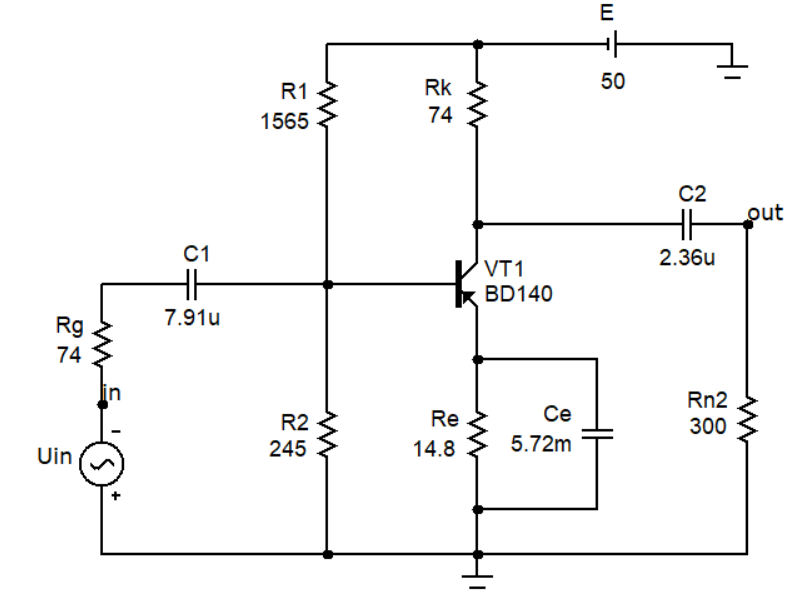 E
50
R1
1565
Rk
74
C2
out
2.36u
C1
7.91u
VT1
BD140
Rg
74
in
Uin
−
+
R2
245
Re
14.8
Ce
5.72m
Rn2
300